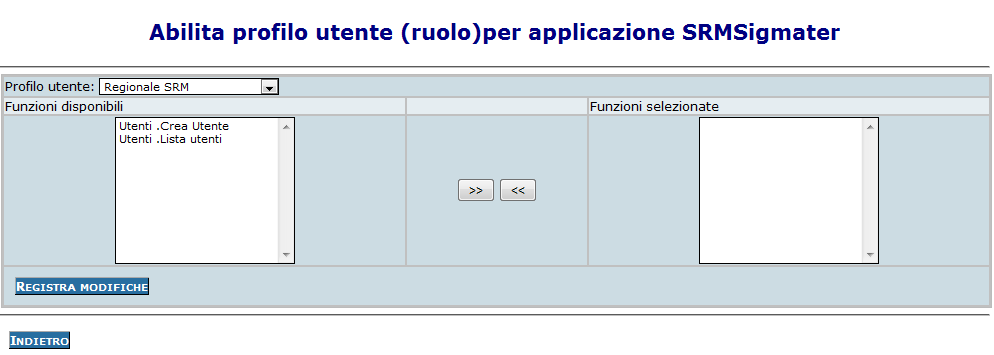 Abilita profilo utente (ruolo)per applicazione SRMSigmater
Profilo utente: Regionale SRM
Funzioni disponibili Funzioni selezionate
Utenti .Crea Utente
Utenti .Lista utenti
>> <<
REGISTRA MODIFICHE
INDIETRO